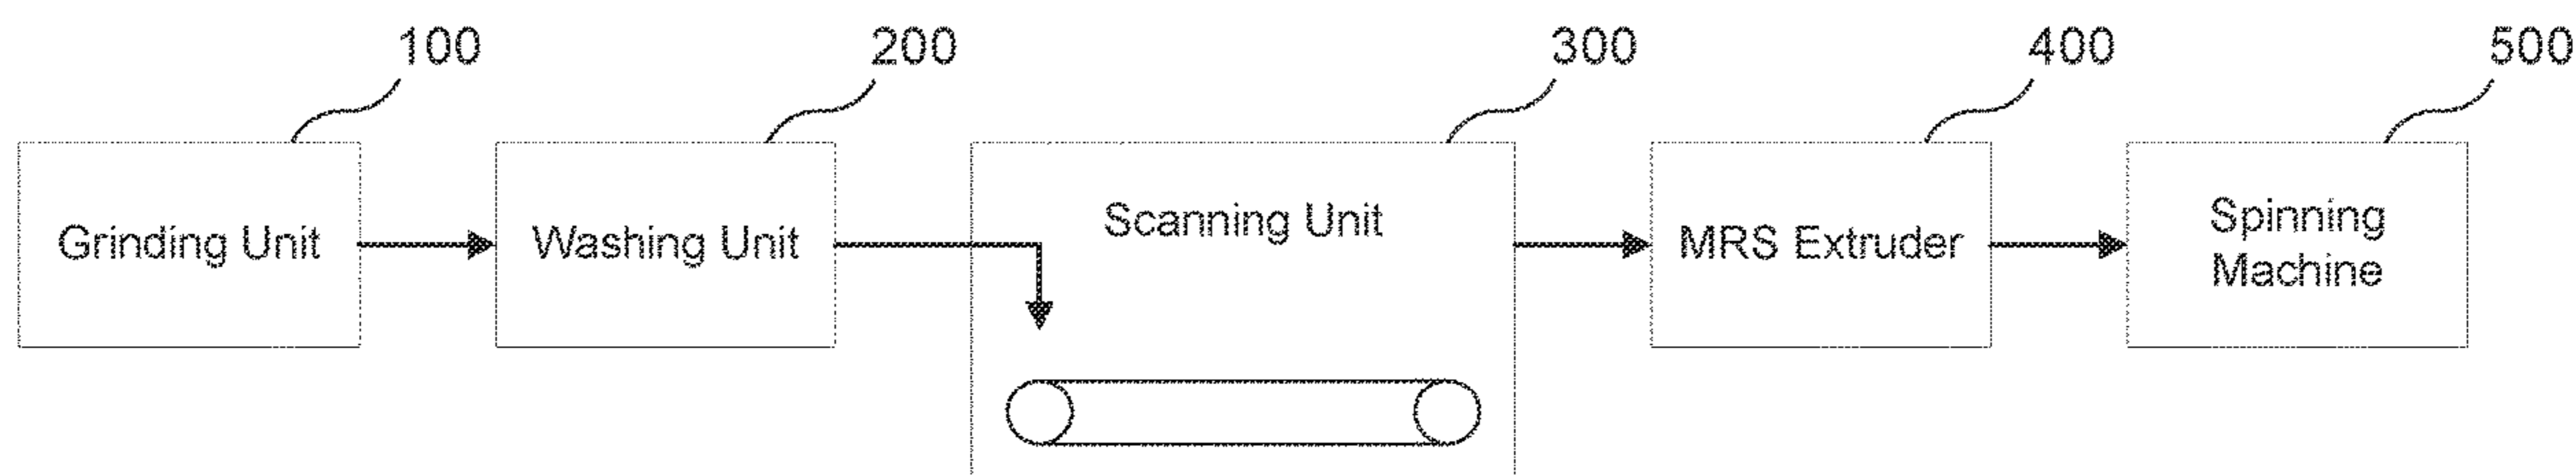 100
200
300
400
500
Grinding Unit
Washing Unit
Scanning Unit
MRS Extruder
Spinning
Machine